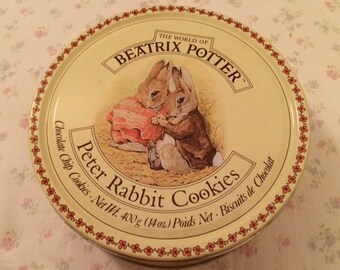 THE WORLD OF
BEATRIX POTTER™
Peter Rabbit Cookies
Chocolate Chip Cookies · Net Wt. 400g (14 oz) Poids Net · Biscuits de Chocolat